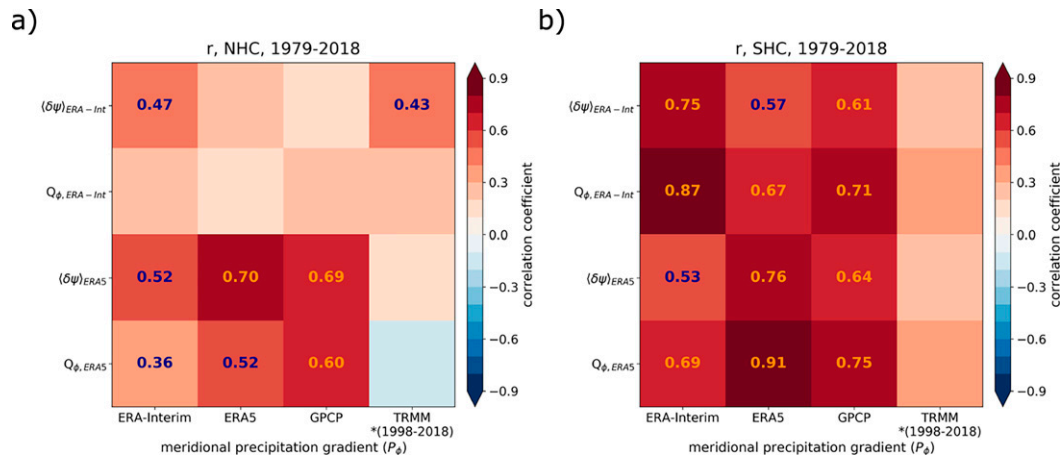 a)
r, NHC, 1979-2018
⟨δψ⟩ERA−Int
Qϕ,ERA−Int
⟨δψ⟩ERA5
Qϕ,ERA5
0.47
0.43
0.52
0.70
0.69
0.36
0.52
0.60
ERA-Interim
ERA5
GPCP
TRMM
*(1998-2018)
meridional precipitation gradient (Pϕ)
0.9
0.6
0.3
0.0
−0.3
−0.6
−0.9
correlation coefficient
b)
r, SHC, 1979-2018
⟨δψ⟩ERA−Int
Qϕ,ERA−Int
⟨δψ⟩ERA5
Qϕ,ERA5
0.75
0.57
0.61
0.87
0.67
0.71
0.53
0.76
0.64
0.69
0.91
0.75
ERA-Interim
ERA5
GPCP
TRMM
*(1998-2018)
meridional precipitation gradient (Pϕ)
0.9
0.6
0.3
0.0
−0.3
−0.6
−0.9
correlation coefficient